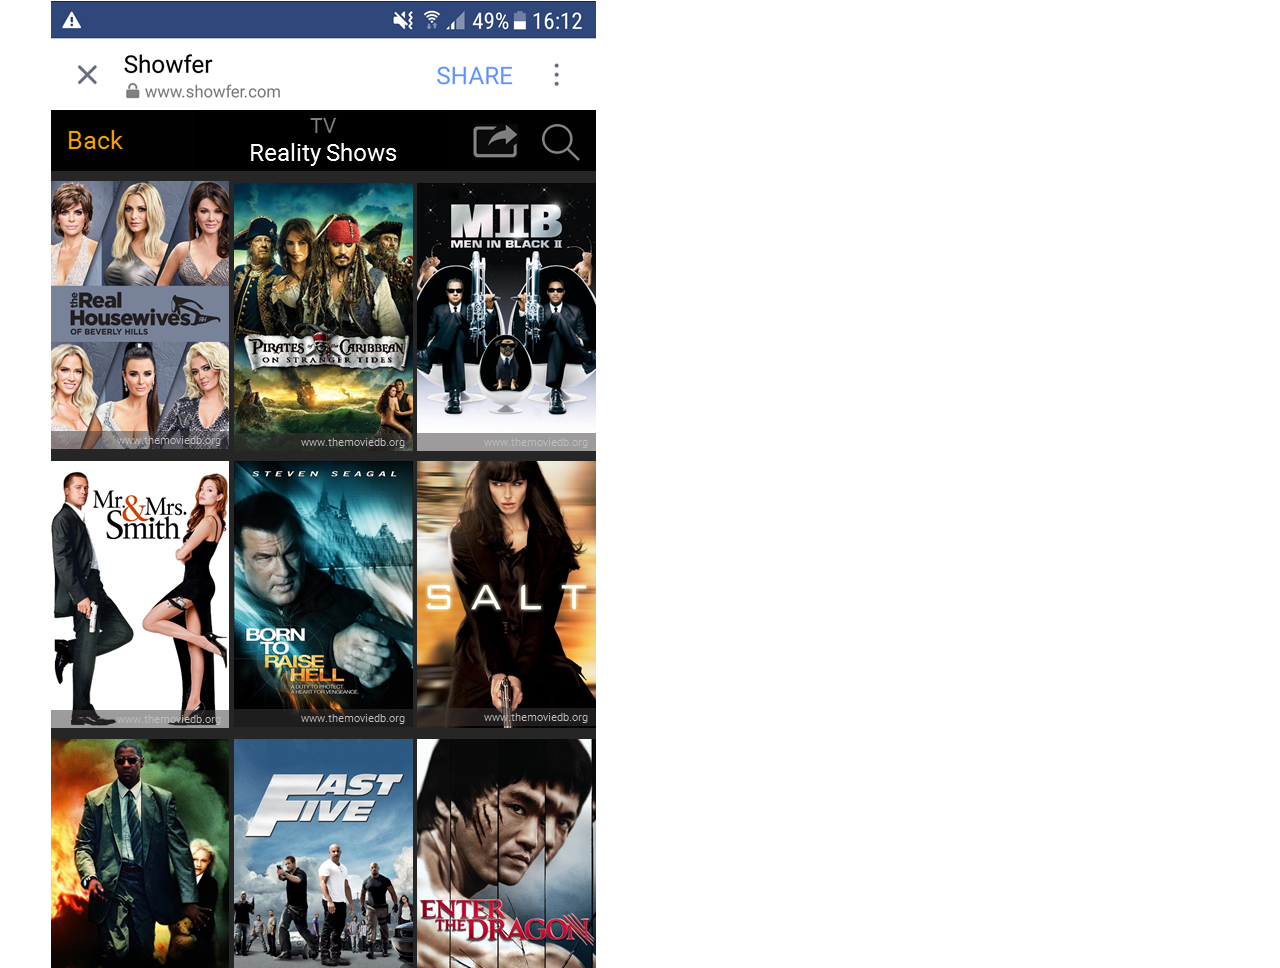 49% 16:12
Showfer
SHARE
www.showfer.com
Back
TV
Reality Shows
the Real Housewives
OF BEVERLY HILLS
www.themoviedb.org
PIRATES of the CARIBBEAN
ON STRANGER TIDES
www.themoviedb.org
MIIB
MEN IN BLACK II
www.themoviedb.org
Mr. & Mrs.
Smith
www.themoviedb.org
STEVEN SEAGAL
BORN
TO
RAISE
HELL
A DUTY TO PROTECT.
A HEART FOR VENGEANCE.
www.themoviedb.org
SALT
www.themoviedb.org
FAST
FIVE
ENTER
THE DRAGON